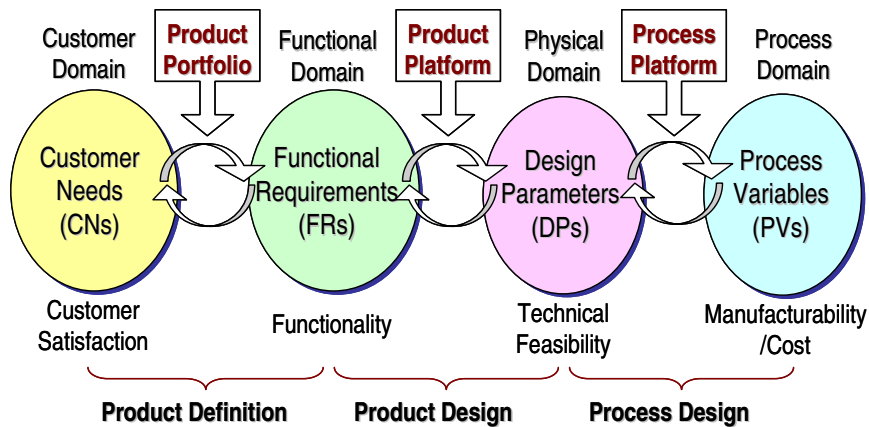 Customer
Domain
Product
Portfolio
Functional
Domain
Product
Platform
Physical
Domain
Process
Platform
Process
Domain
Customer
Needs
(CNs)
Functional
Requirements
(FRs)
Design
Parameters
(DPs)
Process
Variables
(PVs)
Customer
Satisfaction
Functionality
Technical
Feasibility
Manufacturability
/Cost
Product Definition
Product Design
Process Design